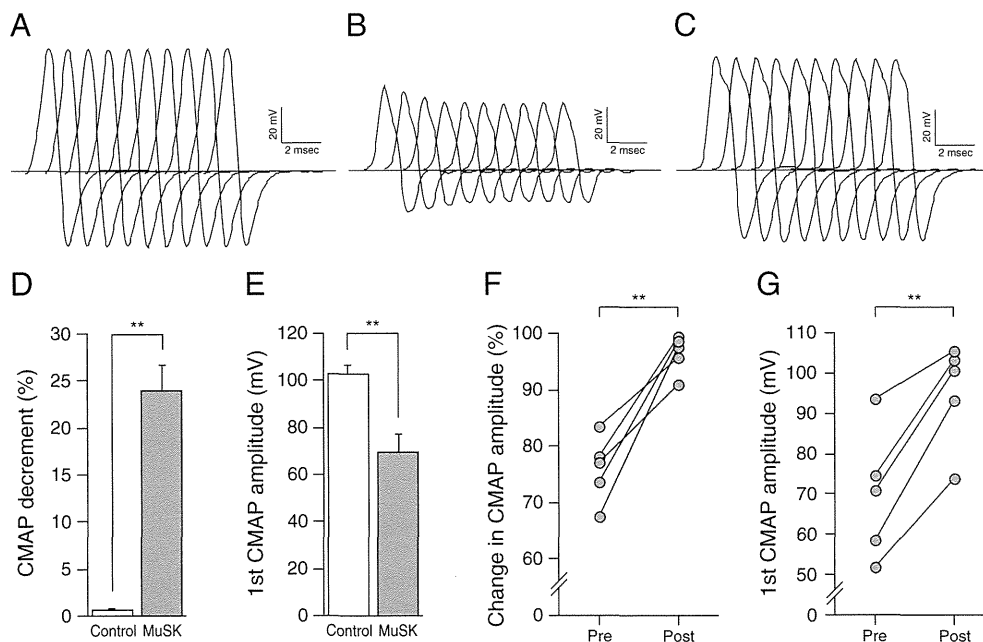 A
B
C
20 mV
2 msec
20 mV
2 msec
20 mV
2 msec
D
E
F
G
CMAP decrement (%)
30
25
20
15
10
5
0
**
Control MuSK
1st CMAP amplitude (mV)
120
100
80
60
40
20
0
**
Control MuSK
Change in CMAP amplitude (%)
100
90
80
70
60
0
**
Pre Post
1st CMAP amplitude (mV)
110
100
90
80
70
60
50
0
**
Pre Post